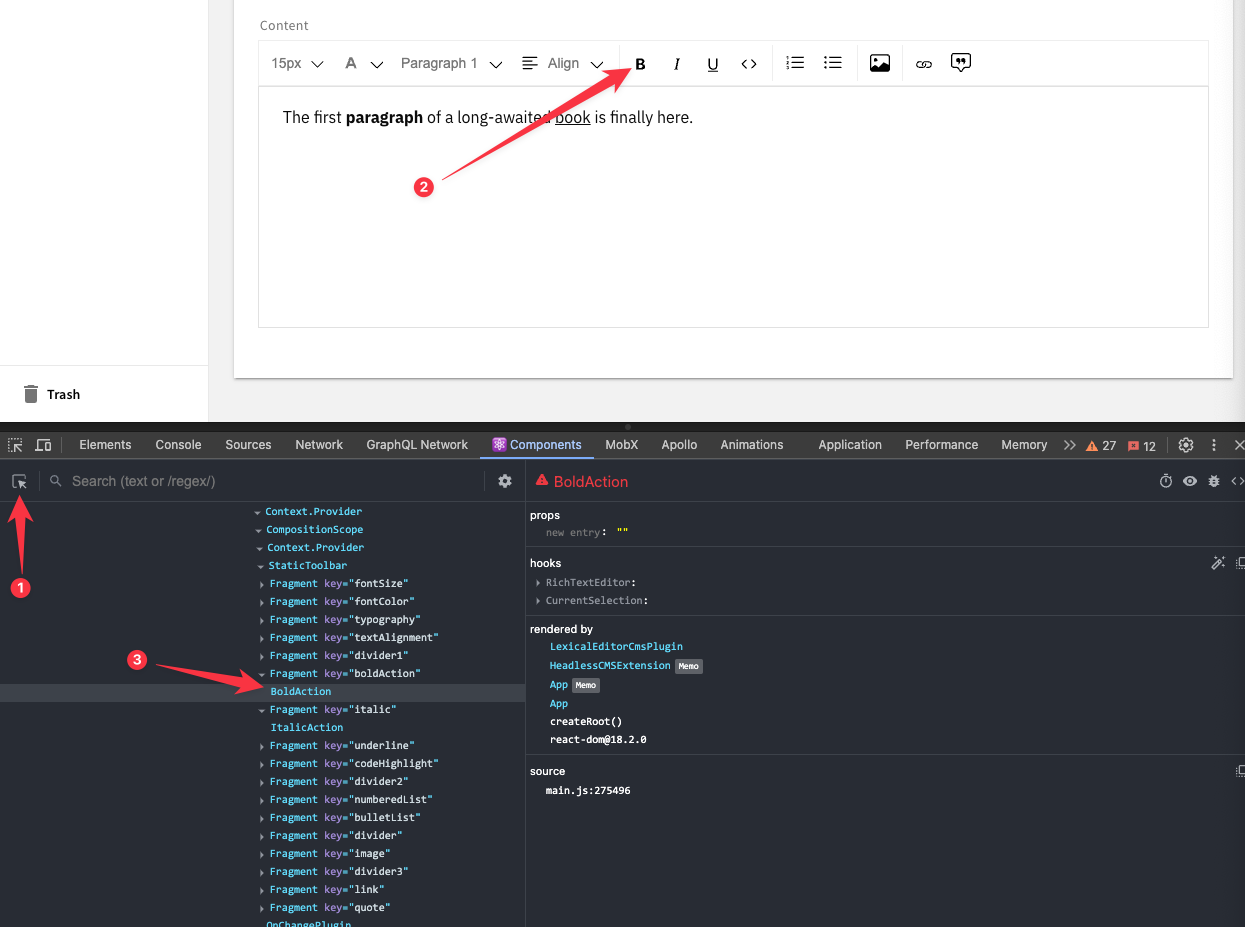 Content
15px A Paragraph 1 Align B I U <>
The first paragraph of a long-awaited book is finally here.
2
Trash
Elements Console Sources Network GraphQL Network Components MobX Apollo Animations Application Performance Memory >> 27 12
Search (text or /regex/)
BoldAction
1
Context.Provider
CompositionScope
Context.Provider
StaticToolbar
Fragment key="fontSize"
Fragment key="fontColor"
Fragment key="typography"
Fragment key="textAlignment"
Fragment key="divider1"
3
Fragment key="boldAction"
BoldAction
Fragment key="italic"
ItalicAction
Fragment key="underline"
Fragment key="codeHighlight"
Fragment key="divider2"
Fragment key="numberedList"
Fragment key="bulletList"
Fragment key="divider"
Fragment key="image"
Fragment key="divider3"
Fragment key="link"
Fragment key="quote"
OnChangePlugin
props
new entry: ""
hooks
RichTextEditor:
CurrentSelection:
rendered by
LexicalEditorCmsPlugin
HeadlessCMSExtension Memo
App Memo
App
createRoot()
react-dom@18.2.0
source
main.js:275496